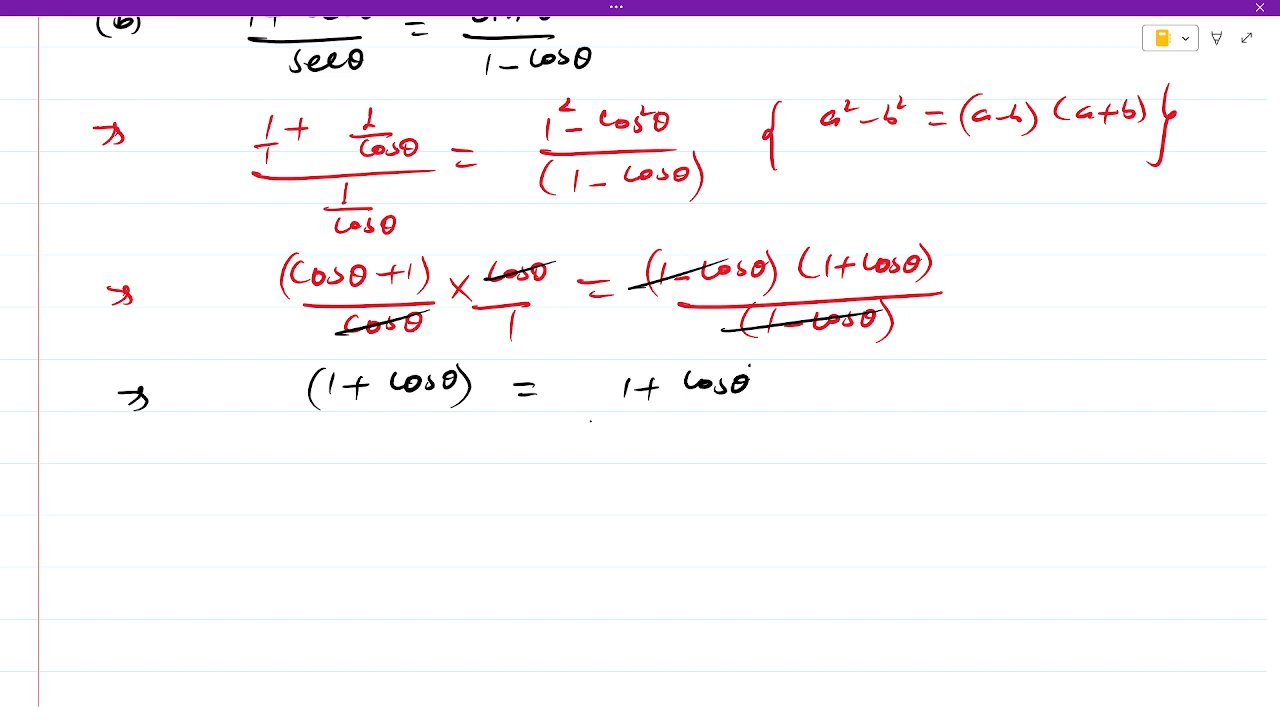 (b) secθ = 1 - cosθ
⇒ 1/1 + 1/cosθ / 1/cosθ = 1² - cos²θ / (1 - cosθ) { a² - b² = (a-b) (a+b) }
⇒ (cosθ + 1) / cosθ × cosθ / 1 = (1 - cosθ) (1 + cosθ) / (1 - cosθ)
⇒ (1 + cosθ) = 1 + cosθ